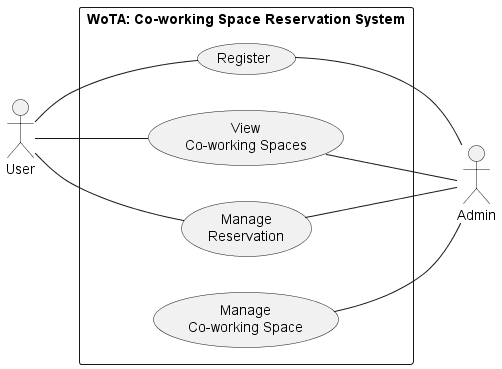 WoTA: Co-working Space Reservation System
Register
View
Co-working Spaces
User
Admin
Manage
Reservation
Manage
Co-working Space